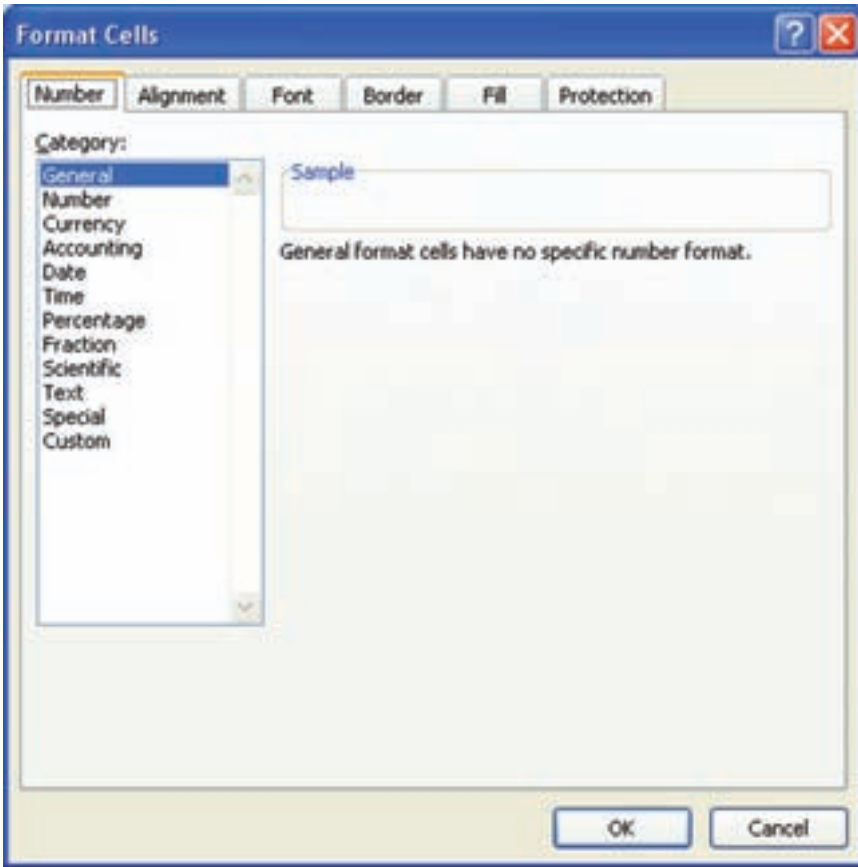 Format Cells
Number Alignment Font Border Fill Protection
Category:
General
Number
Currency
Accounting
Date
Time
Percentage
Fraction
Scientific
Text
Special
Custom
Sample
General format cells have no specific number format.
OK Cancel